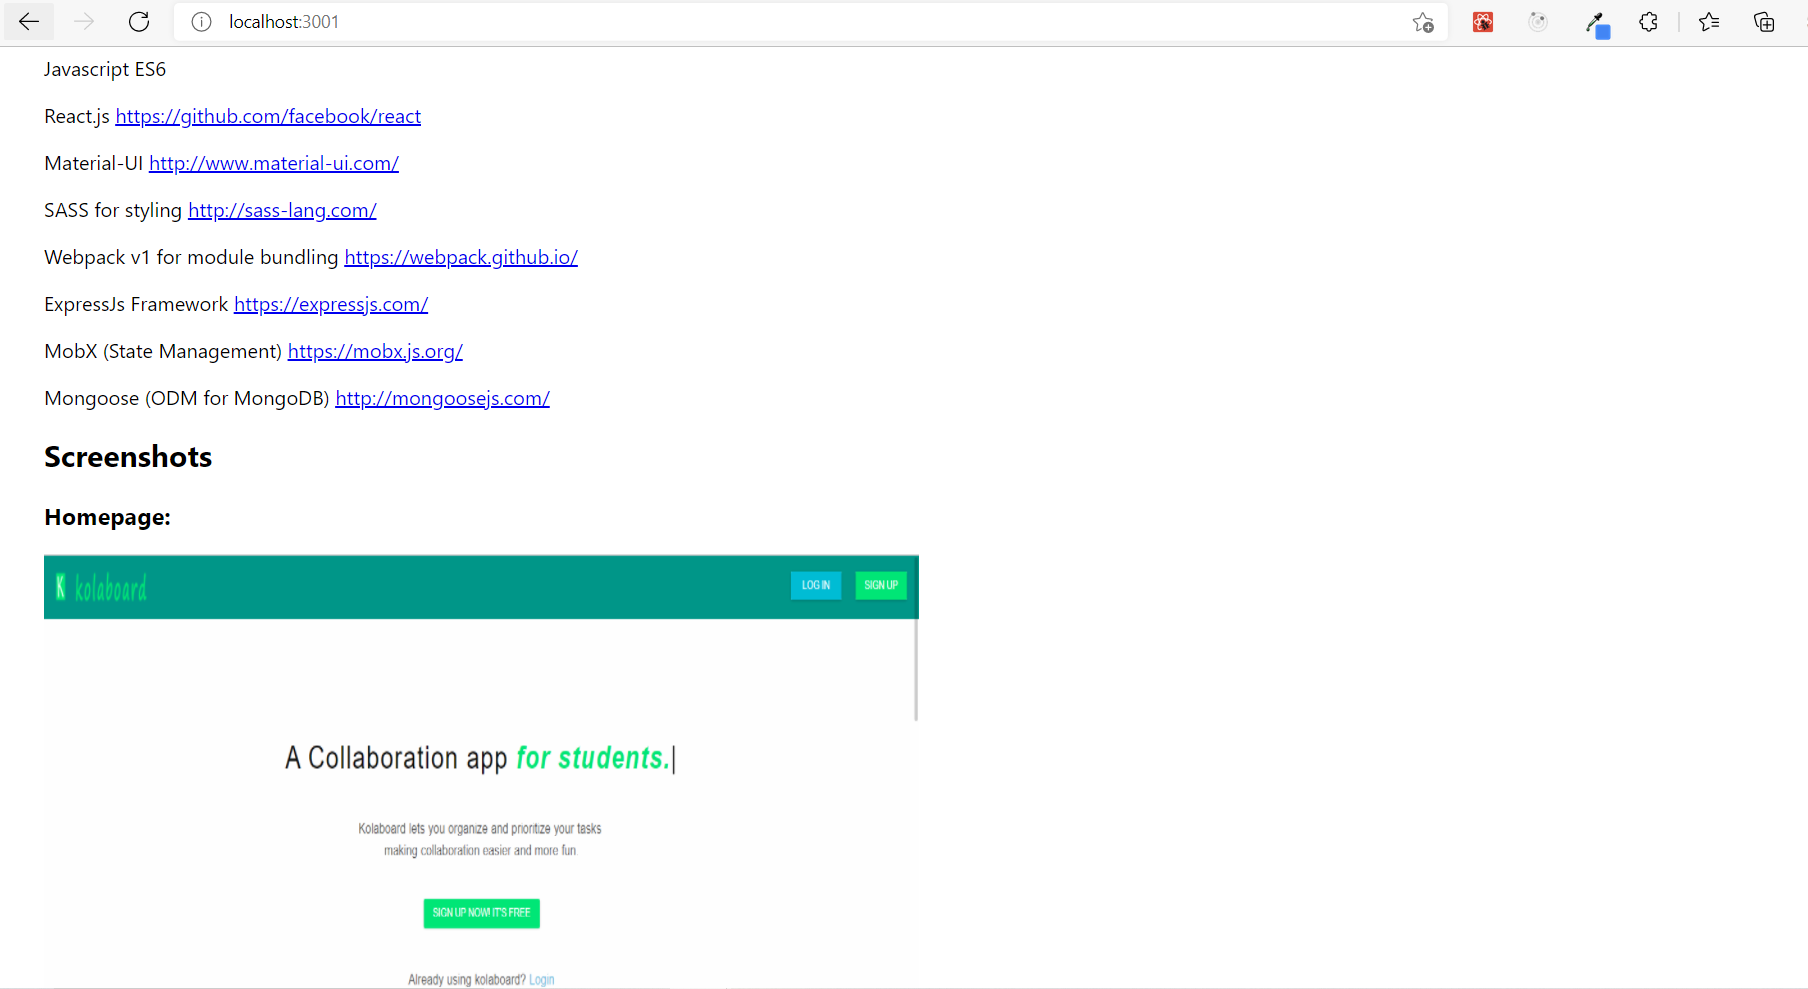 localhost:3001
Javascript ES6
React.js https://github.com/facebook/react
Material-UI http://www.material-ui.com/
SASS for styling http://sass-lang.com/
Webpack v1 for module bundling https://webpack.github.io/
ExpressJs Framework https://expressjs.com/
MobX (State Management) https://mobx.js.org/
Mongoose (ODM for MongoDB) http://mongoosejs.com/
Screenshots
Homepage:
K kolaboard LOG IN SIGN UP
A Collaboration app for students.|
Kolaboard lets you organize and prioritize your tasks
making collaboration easier and more fun
SIGN UP NOW! IT'S FREE
Already using kolaboard? Login